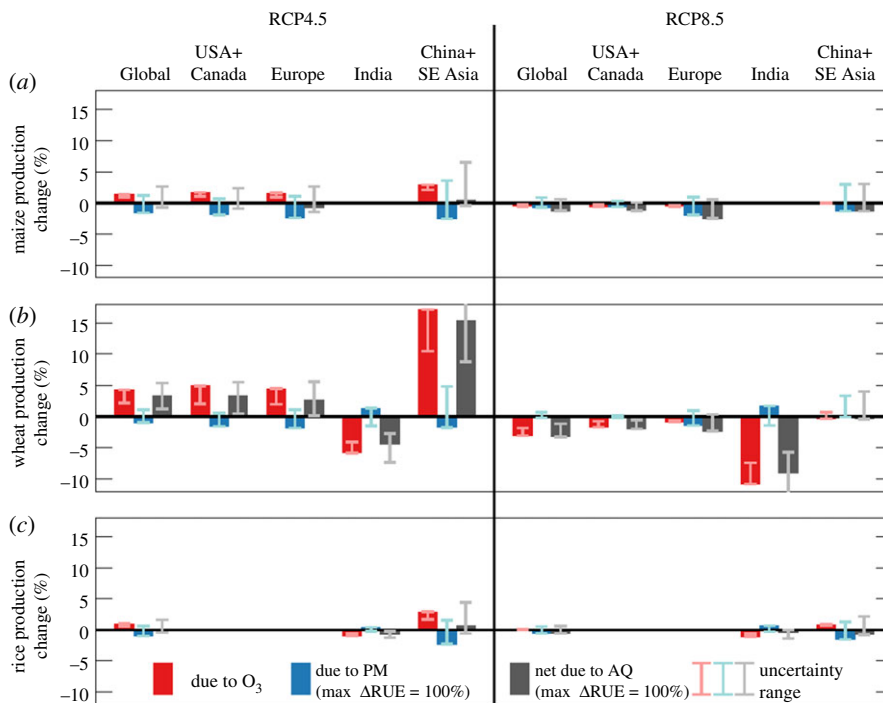 RCP4.5 RCP8.5
Global USA+ Canada Europe India China+ SE Asia Global USA+ Canada Europe India China+ SE Asia
(a)
maize production change (%)
15
10
5
0
−5
−10
(b)
wheat production change (%)
15
10
5
0
−5
−10
(c)
rice production change (%)
15
10
5
0
−5
−10
due to O3
due to PM
(max ΔRUE = 100%)
net due to AQ
(max ΔRUE = 100%)
uncertainty
range